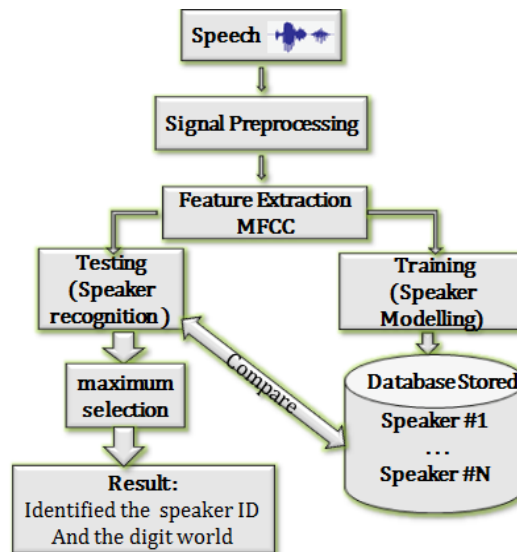 Speech
Signal Preprocessing
Feature Extraction
MFCC
Testing
(Speaker
recognition)
Training
(Speaker
Modelling)
Compare
maximum
selection
Database Stored
Speaker #1
...
Speaker #N
Result:
Identified the speaker ID
And the digit world